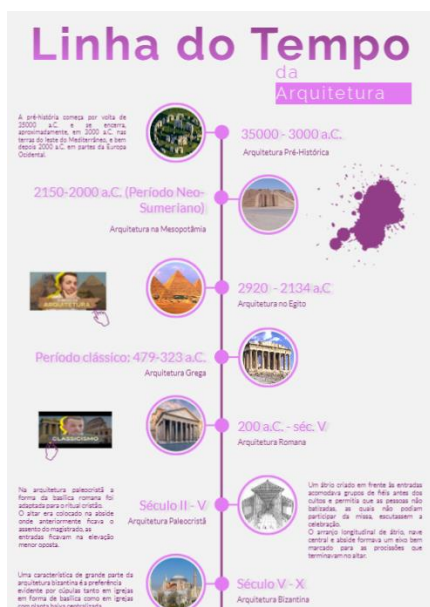 Linha do Tempo
da
Arquitetura
A pré-história começa por volta de
35000 a.C. e se encerra,
aproximadamente, em 3000 a.C. nas
terras do leste do Mediterrâneo, e bem
depois 2000 a.C. em partes da Europa
Ocidental.
35000 - 3000 a.C.
Arquitetura Pré-Histórica
2150-2000 a.C. (Período Neo-
Sumeriano)
Arquitetura na Mesopotâmia
ARQUITETURA
2920 - 2134 a.C
Arquitetura no Egito
Período clássico: 479-323 a.C.
Arquitetura Grega
CLASSICISMO
200 a.C. - séc. V
Arquitetura Romana
Na arquitetura paleocristã a
forma da basílica romana foi
adaptada para o ritual cristão.
O altar era colocado na abside
onde anteriormente ficava o
assento do magistrado, as
entradas ficavam na elevação
menor oposta.
Século II - V
Arquitetura Paleocristã
Um átrio criado em frente às entradas
acomodava grupos de fiéis antes dos
cultos e permitia que as pessoas não
batizadas, as quais não podiam
participar da missa, escutassem a
celebração.
O arranjo longitudinal de átrio, nave
central e abside formava um eixo bem
marcado para as procissões que
terminavam no altar.
Uma característica de grande parte da
arquitetura bizantina é a preferência
evidente por cúpulas tanto em igrejas
em forma de basílica como em igrejas
com planta baixa centralizada.
Século V - X
Arquitetura Bizantina